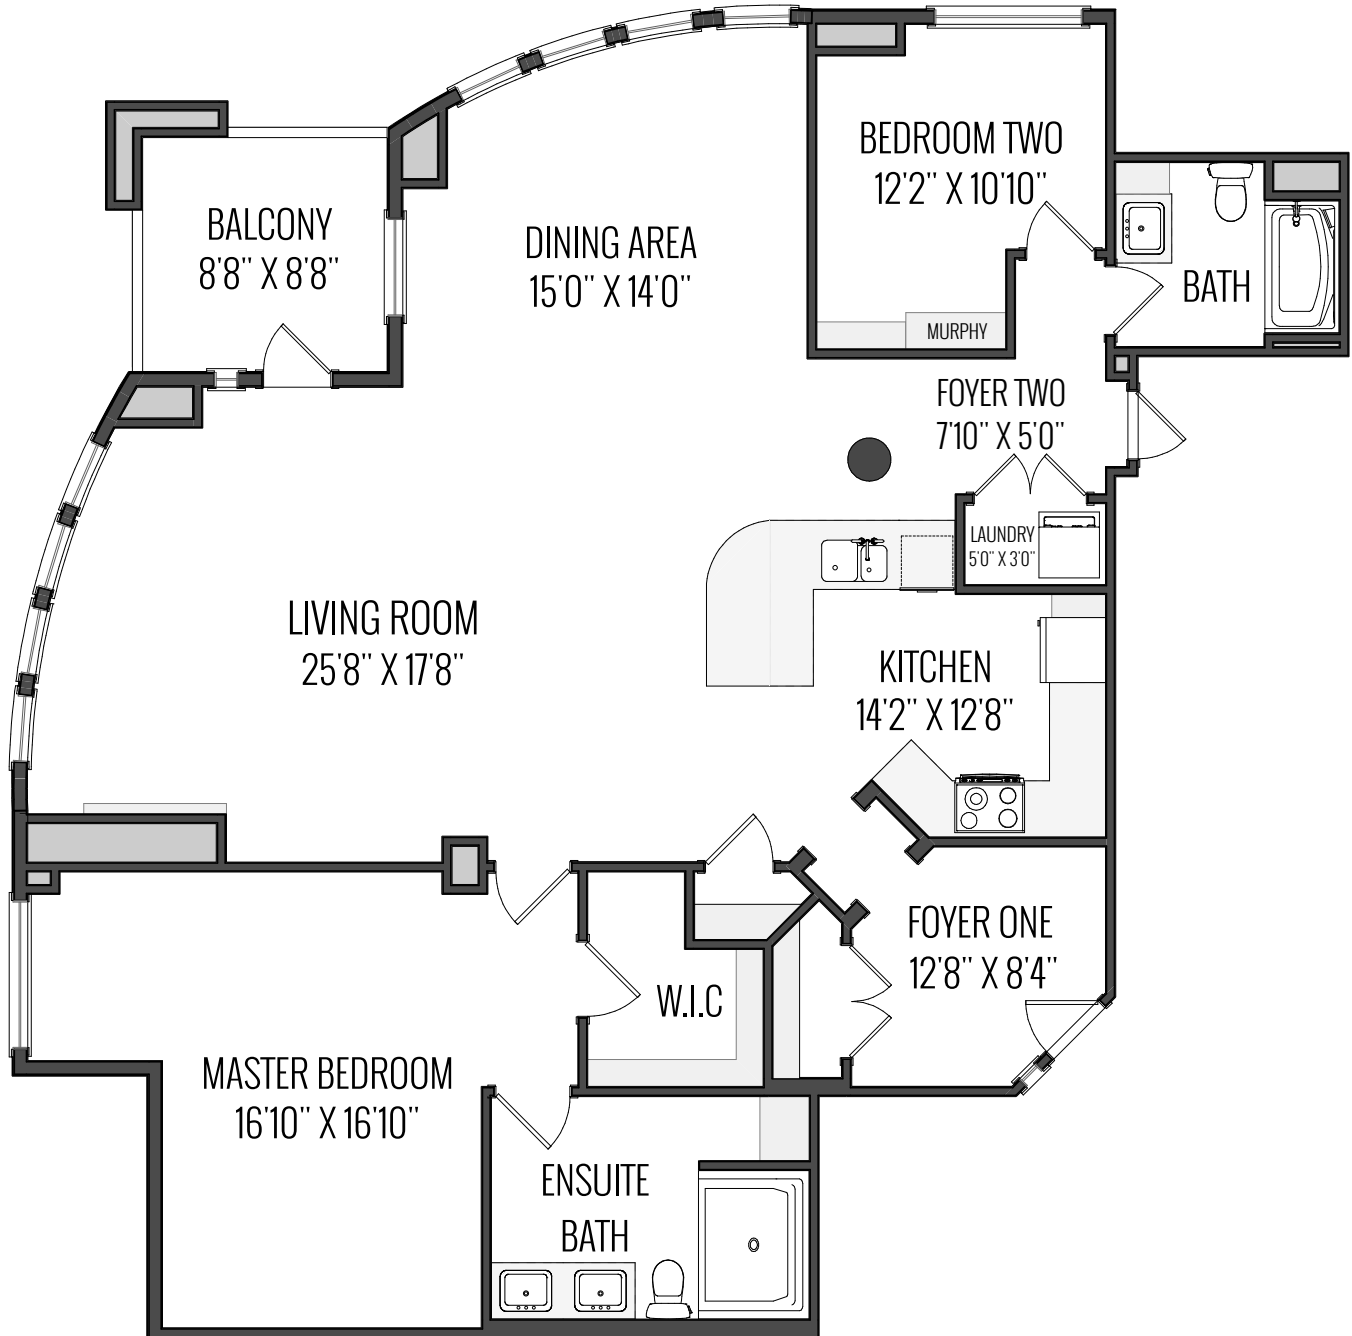 BEDROOM TWO
12'2" X 10'10"
BALCONY
8'8" X 8'8"
DINING AREA
15'0" X 14'0"
BATH
MURPHY
FOYER TWO
7'10" X 5'0"
LAUNDRY
5'0" X 3'0"
LIVING ROOM
25'8" X 17'8"
KITCHEN
14'2" X 12'8"
FOYER ONE
12'8" X 8'4"
W.I.C
MASTER BEDROOM
16'10" X 16'10"
ENSUITE
BATH